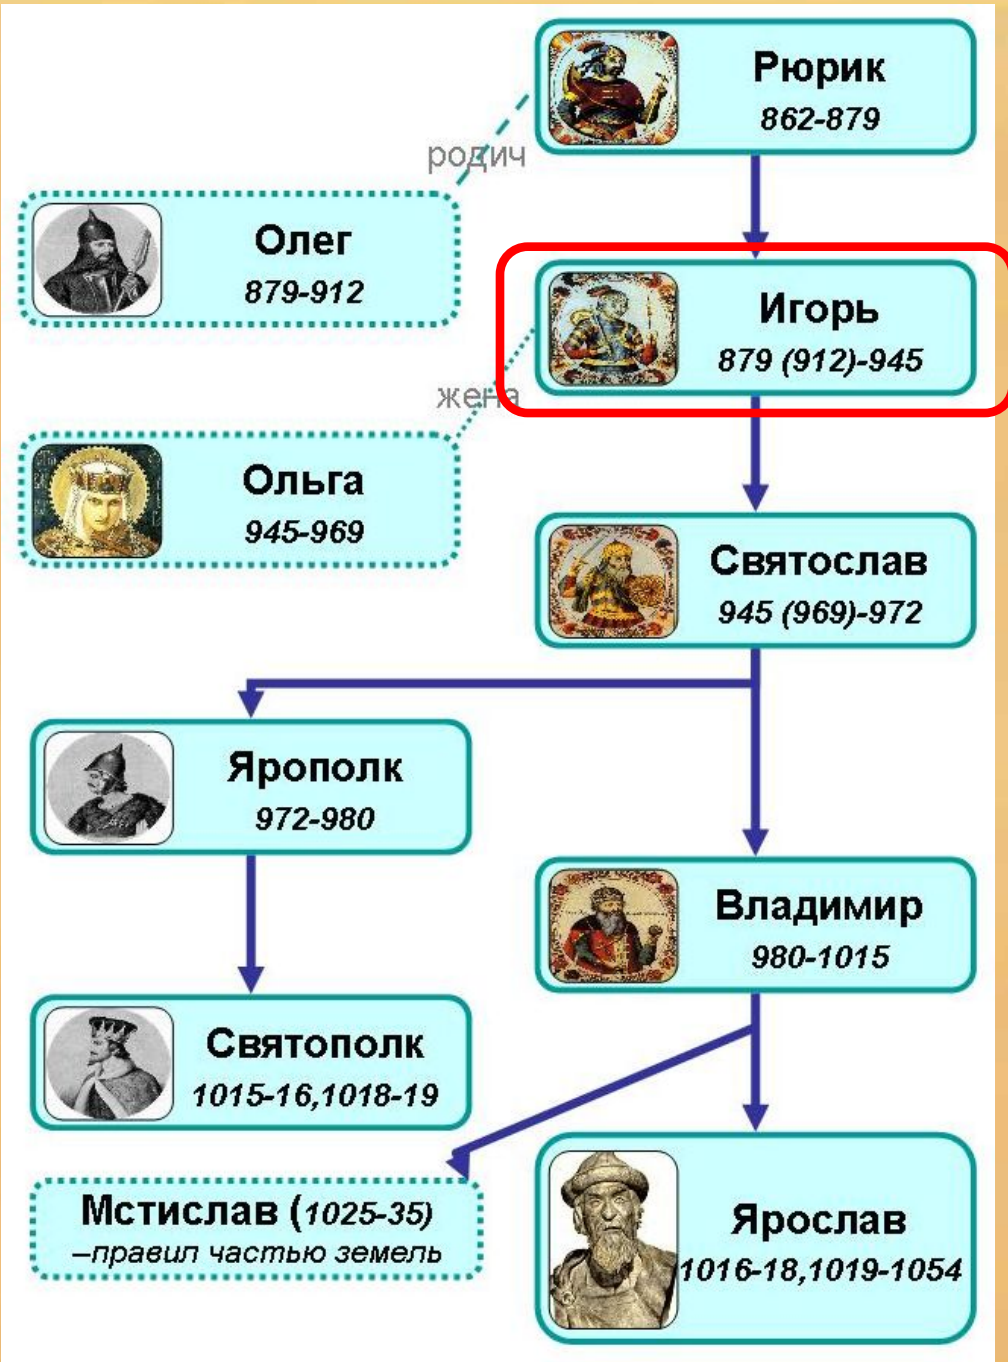 Рюрик
862-879
родич
Олег
879-912
Игорь
879 (912)-945
жена
Ольга
945-969
Святослав
945 (969)-972
Ярополк
972-980
Владимир
980-1015
Святополк
1015-16,1018-19
Мстислав (1025-35)
–правил частью земель
Ярослав
1016-18,1019-1054